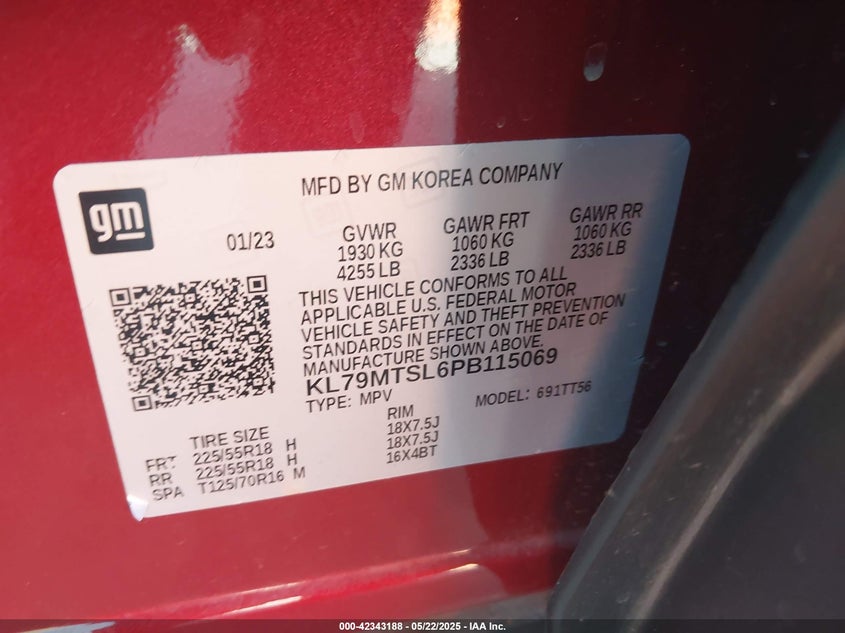 MFD BY GM KOREA COMPANY
gm
01/23
GVWR
1930 KG
4255 LB
GAWR FRT
1060 KG
2336 LB
GAWR RR
1060 KG
2336 LB
THIS VEHICLE CONFORMS TO ALL
APPLICABLE U.S. FEDERAL MOTOR
VEHICLE SAFETY AND THEFT PREVENTION
STANDARDS IN EFFECT ON THE DATE OF
MANUFACTURE SHOWN ABOVE.
KL79MTSL6PB115069
TYPE: MPV MODEL: 691TT56
TIRE SIZE RIM
FRT 225/55R18 H 18X7.5J
RR 225/55R18 H 18X7.5J
SPA T125/70R16 M 16X4BT
000-42343188 - 05/22/2025 - IAA Inc.